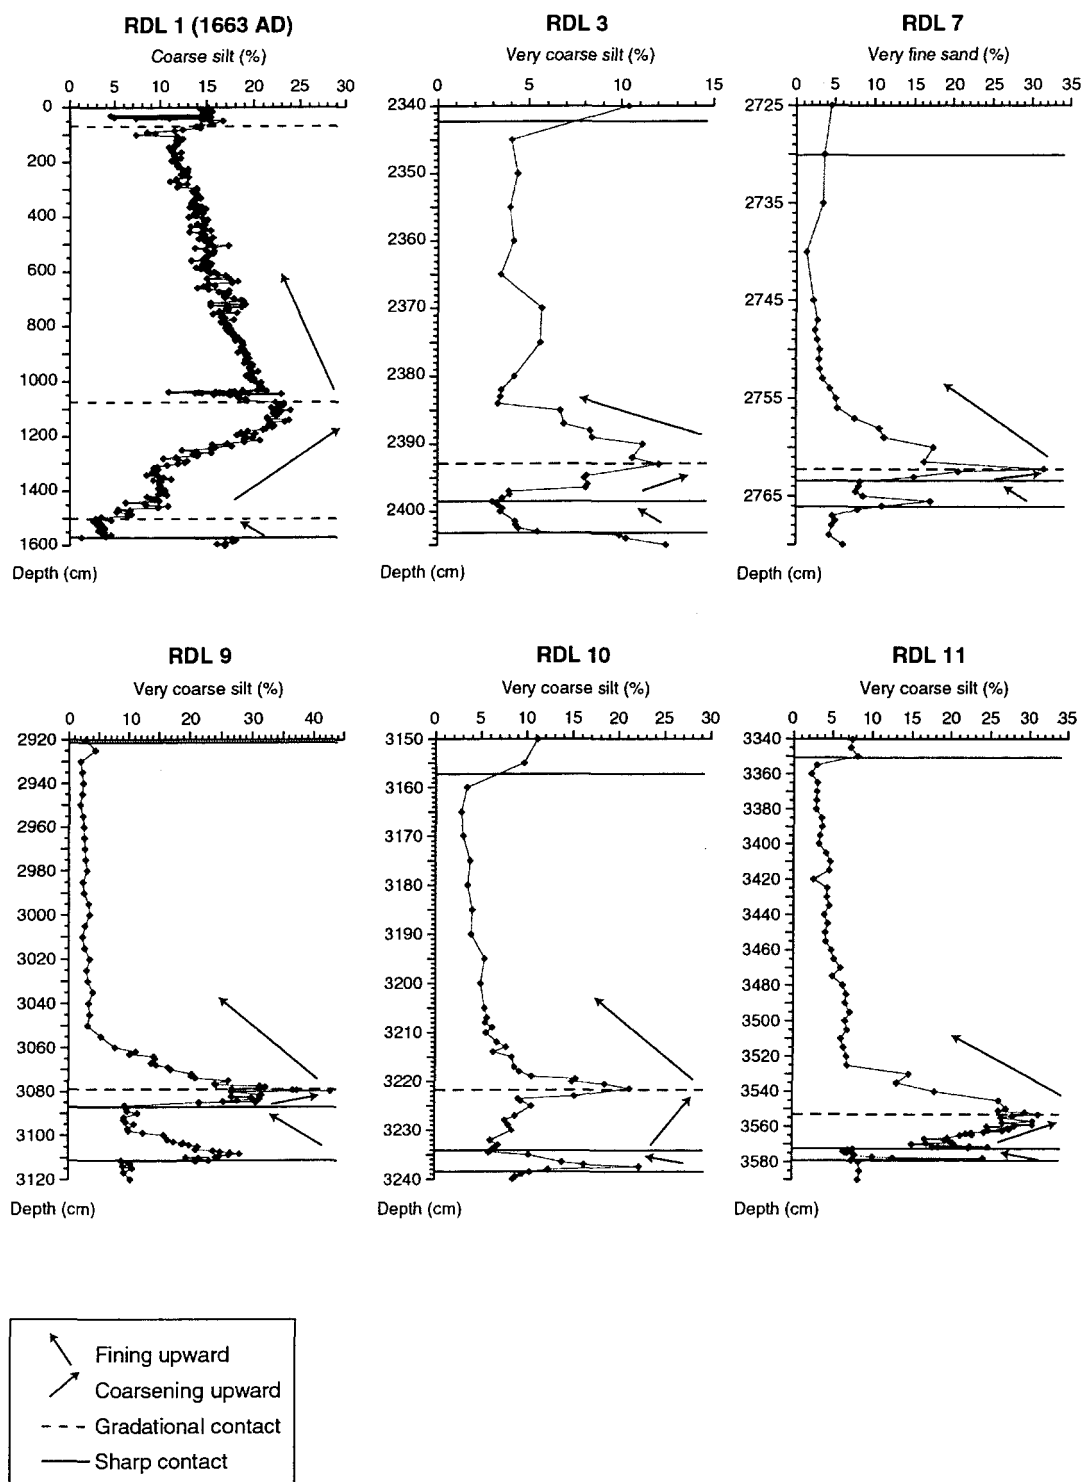 RDL 1 (1663 AD)
Coarse silt (%)
0 5 10 15 20 25 30
0
200
400
600
800
1000
1200
1400
1600
Depth (cm)
RDL 3
Very coarse silt (%)
0 5 10 15
2340
2350
2360
2370
2380
2390
2400
Depth (cm)
RDL 7
Very fine sand (%)
0 5 10 15 20 25 30 35
2725
2735
2745
2755
2765
Depth (cm)
RDL 9
Very coarse silt (%)
0 10 20 30 40
2920
2940
2960
2980
3000
3020
3040
3060
3080
3100
3120
Depth (cm)
RDL 10
Very coarse silt (%)
0 5 10 15 20 25 30
3150
3160
3170
3180
3190
3200
3210
3220
3230
3240
Depth (cm)
RDL 11
Very coarse silt (%)
0 5 10 15 20 25 30 35
3340
3360
3380
3400
3420
3440
3460
3480
3500
3520
3540
3560
3580
Depth (cm)
Fining upward
Coarsening upward
Gradational contact
Sharp contact